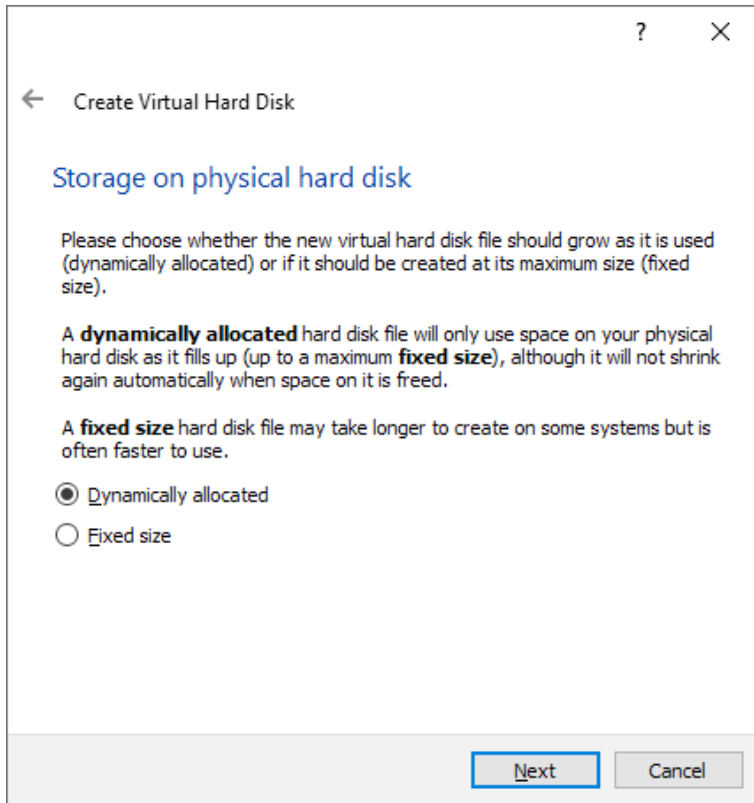 ?
Create Virtual Hard Disk
Storage on physical hard disk
Please choose whether the new virtual hard disk file should grow as it is used
(dynamically allocated) or if it should be created at its maximum size (fixed
size).
A dynamically allocated hard disk file will only use space on your physical
hard disk as it fills up (up to a maximum fixed size), although it will not shrink
again automatically when space on it is freed.
A fixed size hard disk file may take longer to create on some systems but is
often faster to use.
Dynamically allocated
Fixed size
Next Cancel